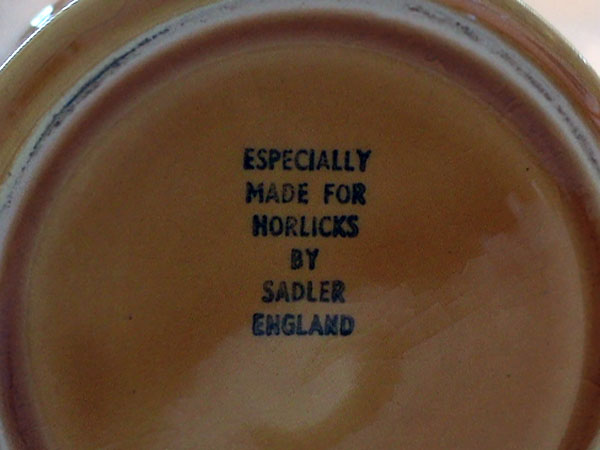 ESPECIALLY
MADE FOR
HORLICKS
BY
SADLER
ENGLAND